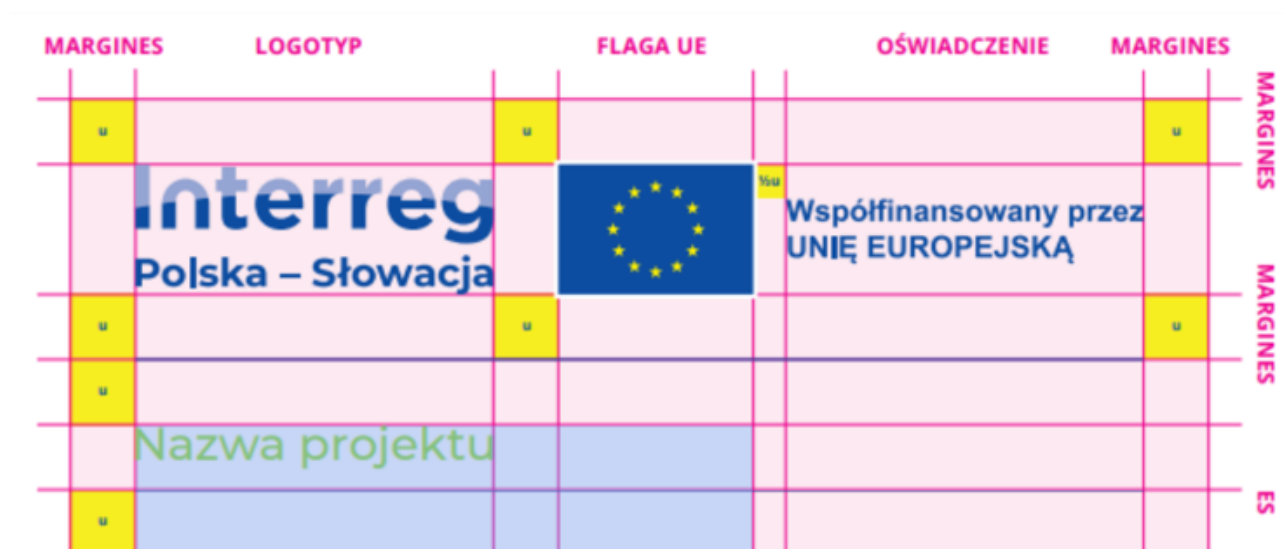 MARGINES LOGOTYP FLAGA UE OŚWIADCZENIE MARGINES
MARGINES
u u u
Interreg
½u
Współfinansowany przez
UNIĘ EUROPEJSKĄ
Polska – Słowacja
MARGINES
u u u
u
Nazwa projektu
ES
u